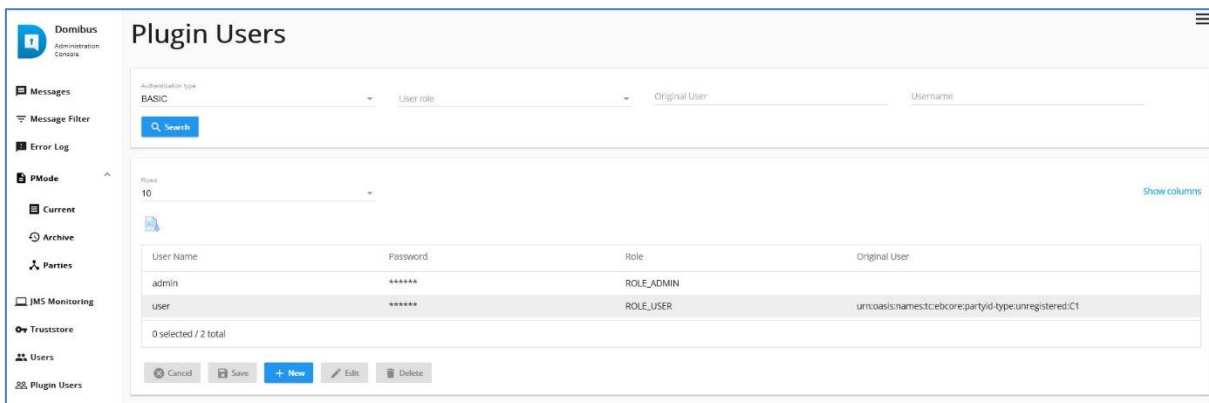 Domibus
Administration
Console
Messages
Message Filter
Error Log
PMode
Current
Archive
Parties
JMS Monitoring
Truststore
Users
Plugin Users
Plugin Users
Authentication type
BASIC
User role
Original User
Username
Search
Rows
10
Show columns
User Name Password Role Original User
admin ****** ROLE_ADMIN
user ****** ROLE_USER urn:oasis:names:tc:ebcore:partyid-type:unregistered:C1
0 selected / 2 total
Cancel Save + New Edit Delete